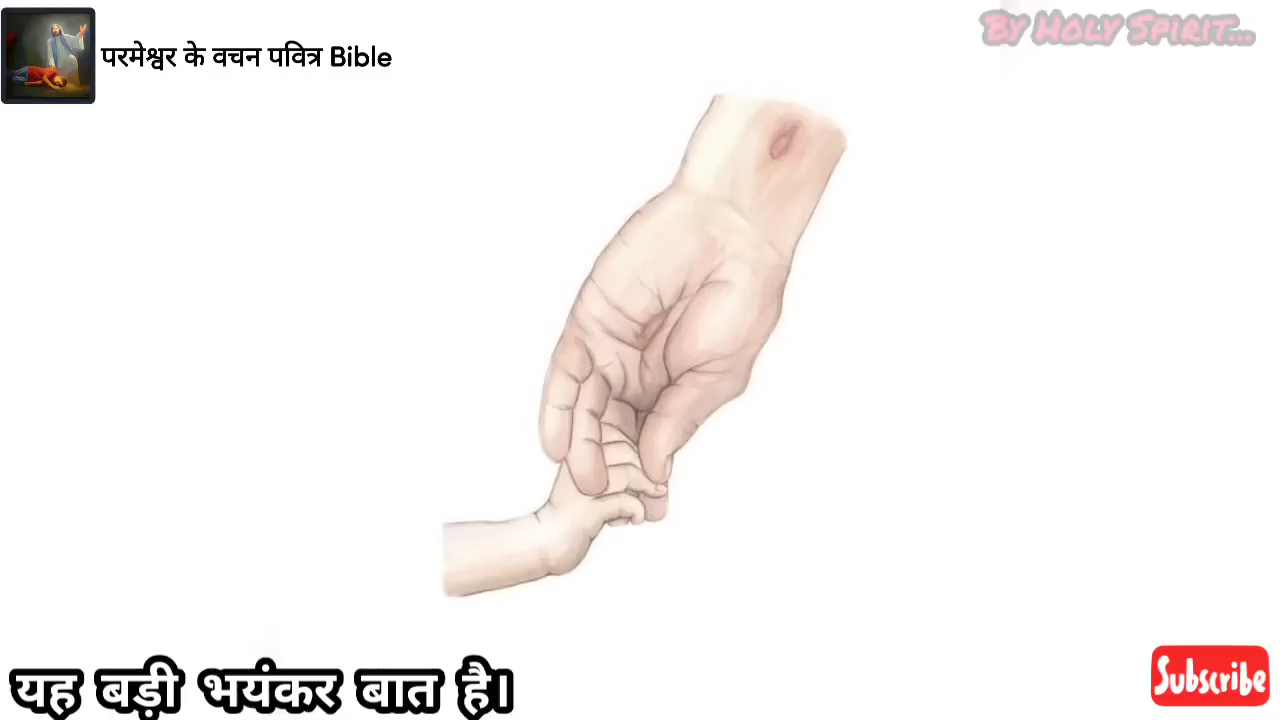 परमेश्वर के वचन पवित्र Bible
By Holy Spirit...
यह बड़ी भयंकर बात है।
Subscribe